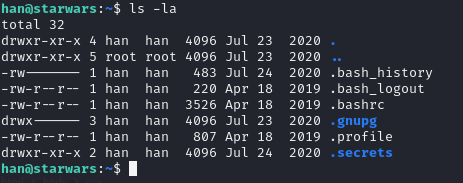 han@starwars:~$ ls -la
total 32
drwxr-xr-x 4 han  han  4096 Jul 23  2020 .
drwxr-xr-x 5 root root 4096 Jul 23  2020 ..
-rw------- 1 han  han   483 Jul 24  2020 .bash_history
-rw-r--r-- 1 han  han   220 Apr 18  2019 .bash_logout
-rw-r--r-- 1 han  han  3526 Apr 18  2019 .bashrc
drwx------ 3 han  han  4096 Jul 23  2020 .gnupg
-rw-r--r-- 1 han  han   807 Apr 18  2019 .profile
drwxr-xr-x 2 han  han  4096 Jul 24  2020 .secrets
han@starwars:~$